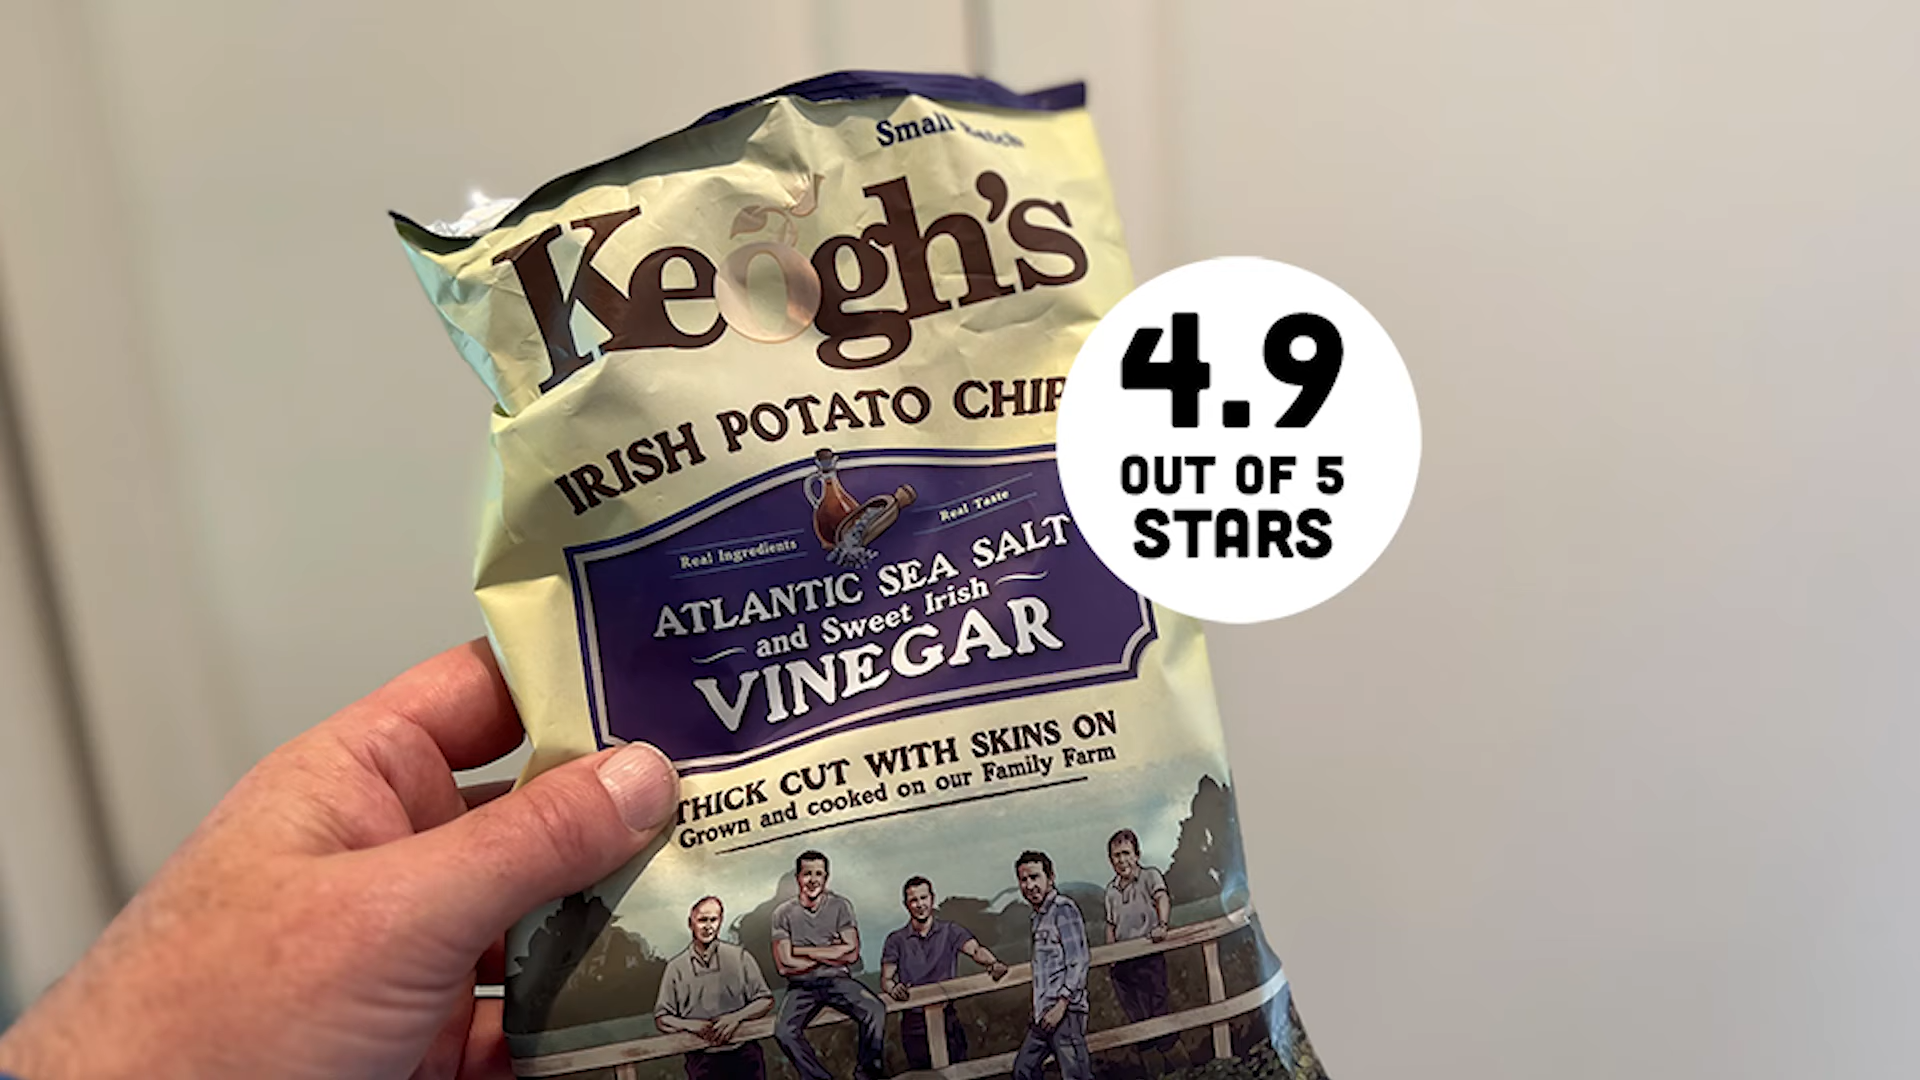 Small Batch
Keogh's
IRISH POTATO CHIP
Real Ingredients
Real Taste
ATLANTIC SEA SALT
and Sweet Irish
VINEGAR
THICK CUT WITH SKINS ON
Grown and cooked on our Family Farm
4.9
OUT OF 5
STARS